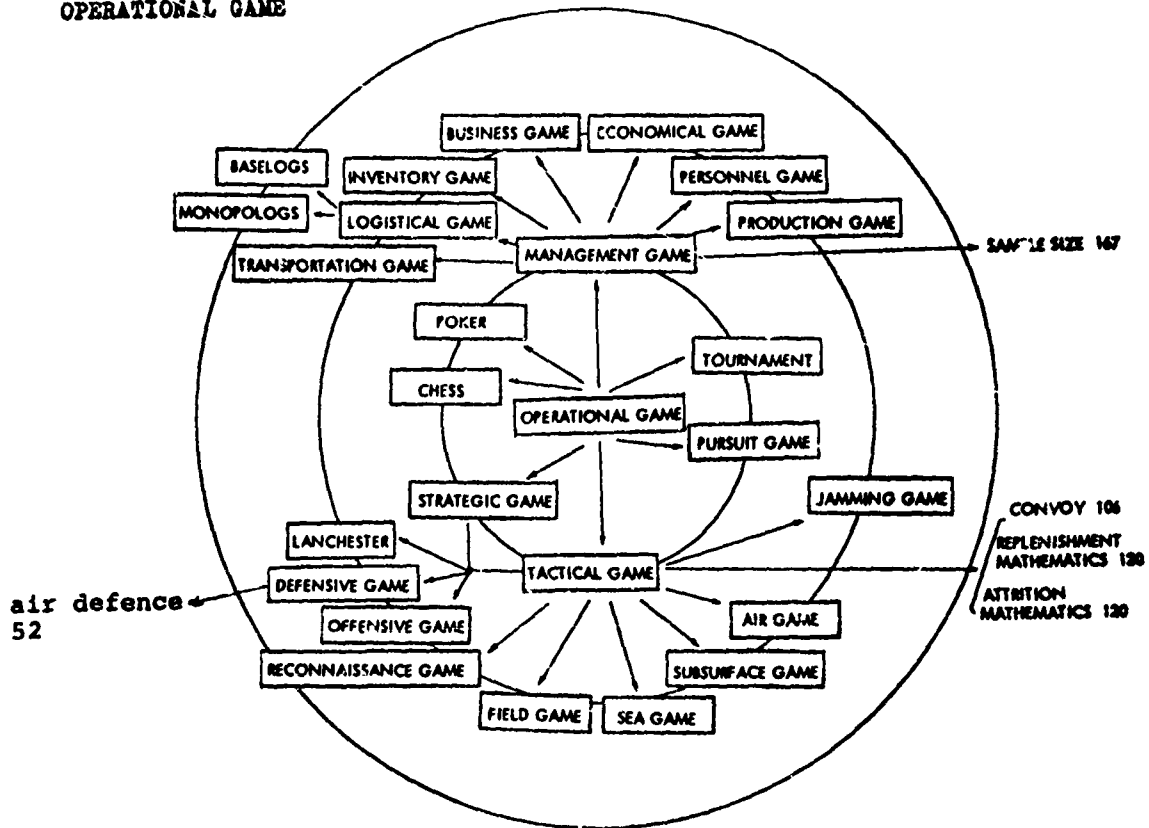 OPERATIONAL GAME
BUSINESS GAME
ECONOMICAL GAME
BASELOGS
INVENTORY GAME
PERSONNEL GAME
MONOPOLOGS
LOGISTICAL GAME
PRODUCTION GAME
TRANSPORTATION GAME
MANAGEMENT GAME
SAMPLE SIZE 167
POKER
TOURNAMENT
CHESS
OPERATIONAL GAME
PURSUIT GAME
STRATEGIC GAME
JAMMING GAME
CONVOY 106
LANCHESTER
REPLENISHMENT
MATHEMATICS
TACTICAL GAME
DEFENSIVE GAME
ATTRITION
MATHEMATICS 120
air defence
52
OFFENSIVE GAME
AIR GAME
RECONNAISSANCE GAME
SUBSURFACE GAME
FIELD GAME
SEA GAME